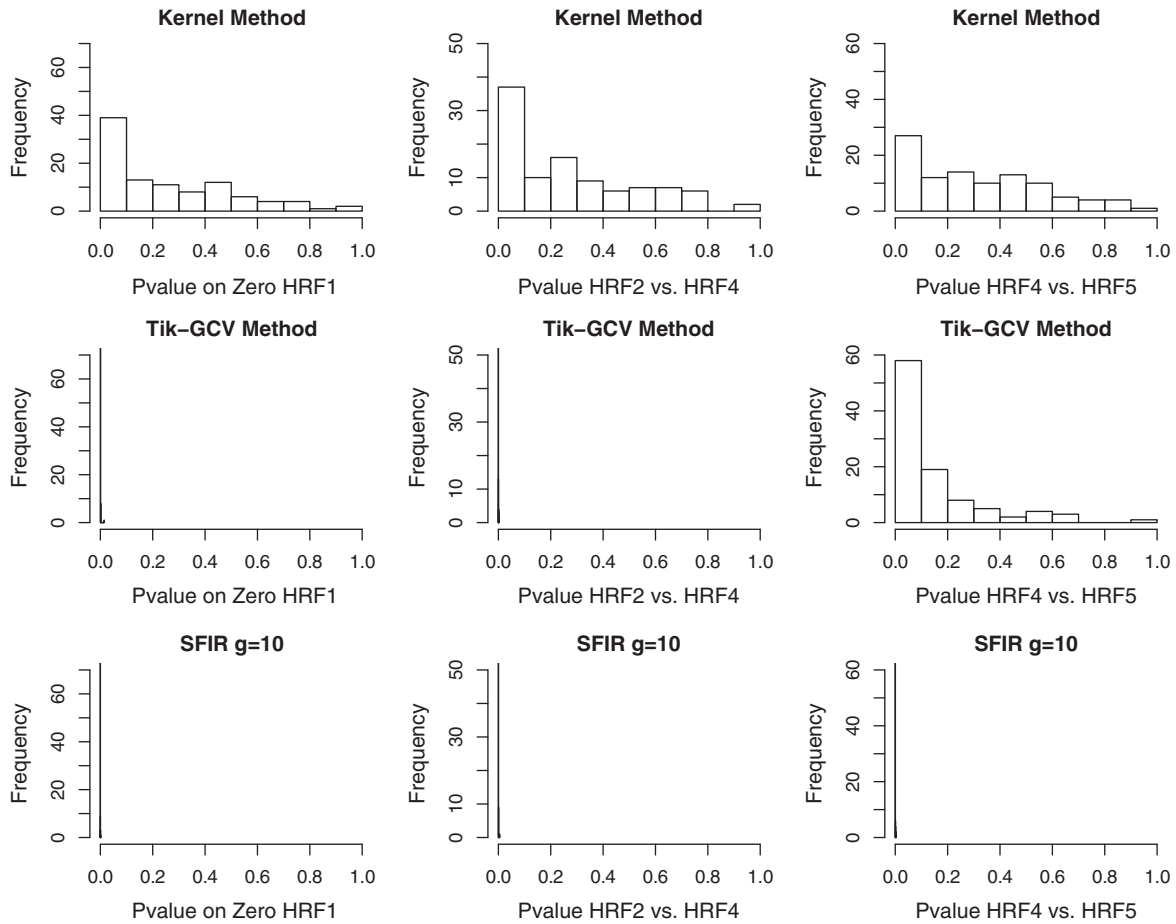 Kernel Method
Kernel Method
Kernel Method
Frequency
0 20 40 60
0.0 0.2 0.4 0.6 0.8 1.0
Pvalue on Zero HRF1
Frequency
0 10 30 50
0.0 0.2 0.4 0.6 0.8 1.0
Pvalue HRF2 vs. HRF4
Frequency
0 20 40 60
0.0 0.2 0.4 0.6 0.8 1.0
Pvalue HRF4 vs. HRF5
Tik−GCV Method
Tik−GCV Method
Tik−GCV Method
Frequency
0 20 40 60
0.0 0.2 0.4 0.6 0.8 1.0
Pvalue on Zero HRF1
Frequency
0 10 30 50
0.0 0.2 0.4 0.6 0.8 1.0
Pvalue HRF2 vs. HRF4
Frequency
0 20 40 60
0.0 0.2 0.4 0.6 0.8 1.0
Pvalue HRF4 vs. HRF5
SFIR g=10
SFIR g=10
SFIR g=10
Frequency
0 20 40 60
0.0 0.2 0.4 0.6 0.8 1.0
Pvalue on Zero HRF1
Frequency
0 10 30 50
0.0 0.2 0.4 0.6 0.8 1.0
Pvalue HRF2 vs. HRF4
Frequency
0 20 40 60
0.0 0.2 0.4 0.6 0.8 1.0
Pvalue HRF4 vs. HRF5